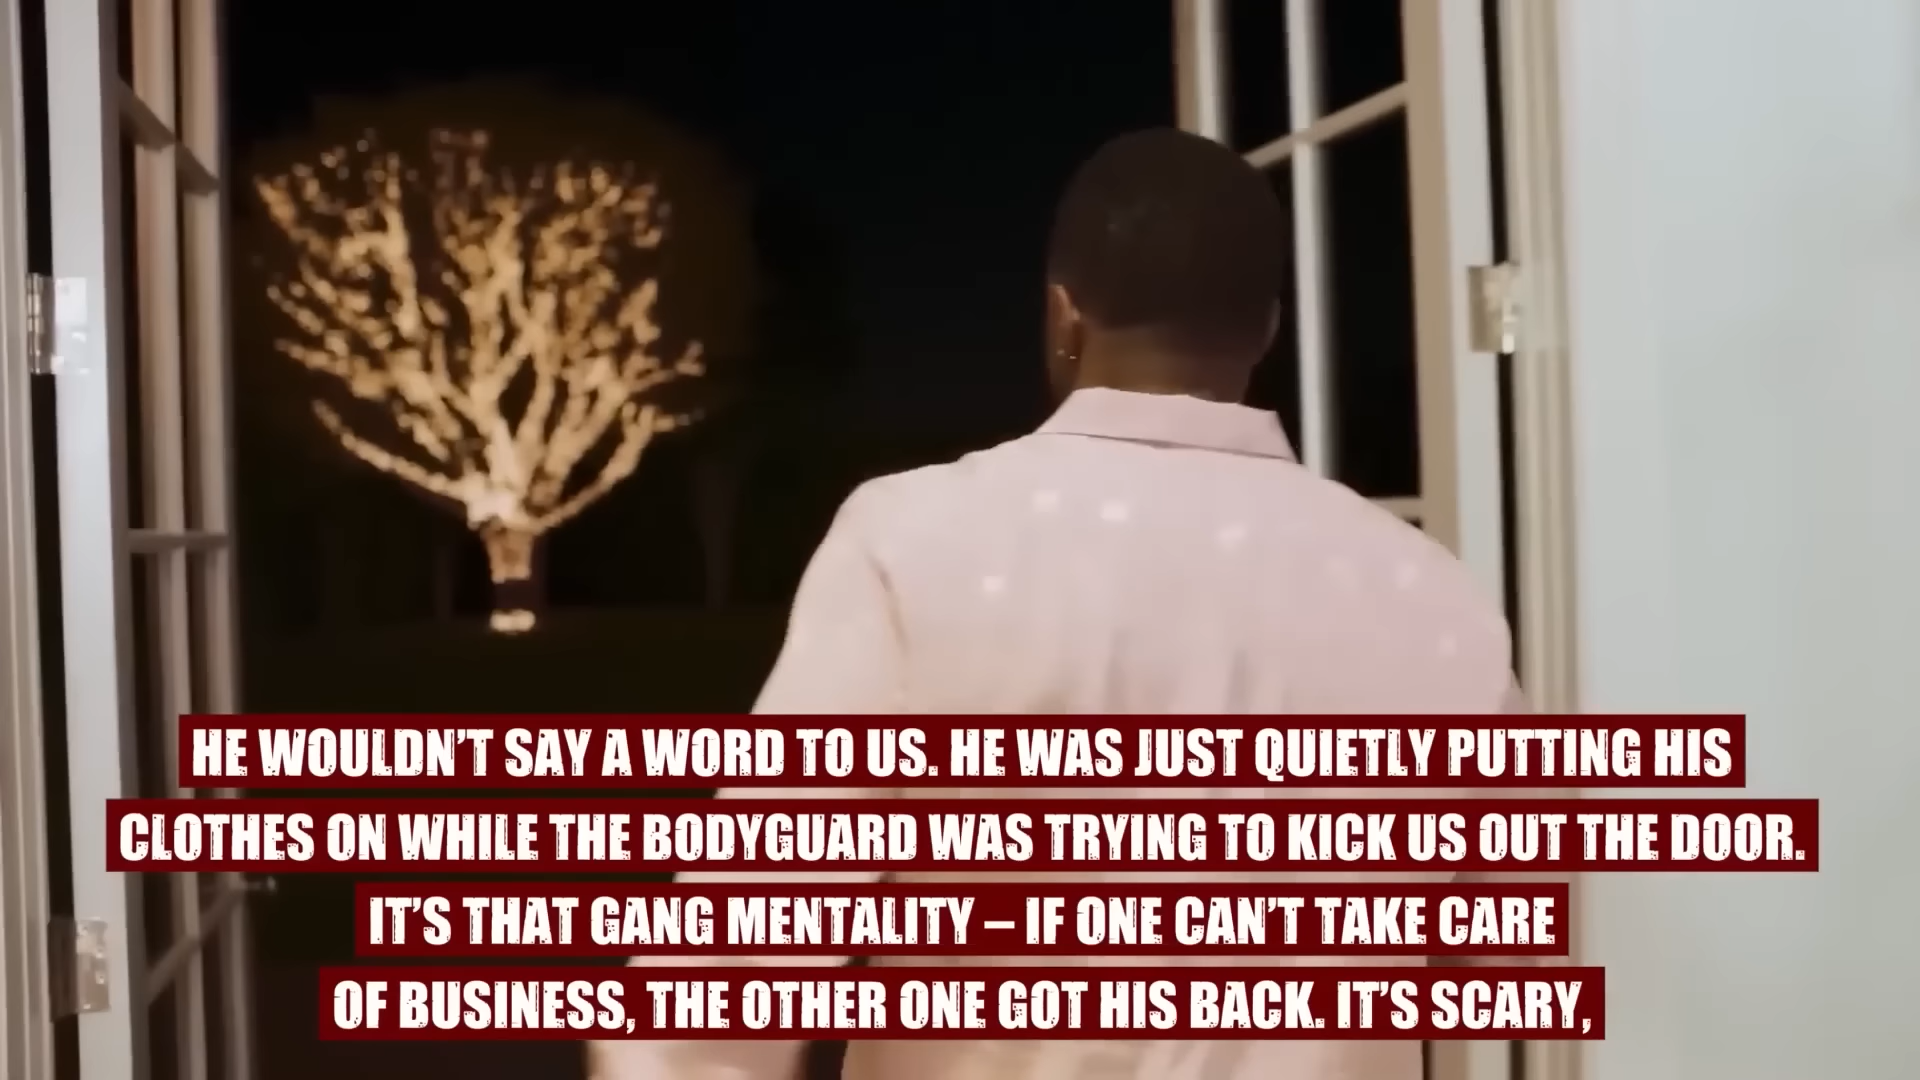 HE WOULDN'T SAY A WORD TO US. HE WAS JUST QUIETLY PUTTING HIS
CLOTHES ON WHILE THE BODYGUARD WAS TRYING TO KICK US OUT THE DOOR.
IT'S THAT GANG MENTALITY – IF ONE CAN'T TAKE CARE
OF BUSINESS, THE OTHER ONE GOT HIS BACK. IT'S SCARY,